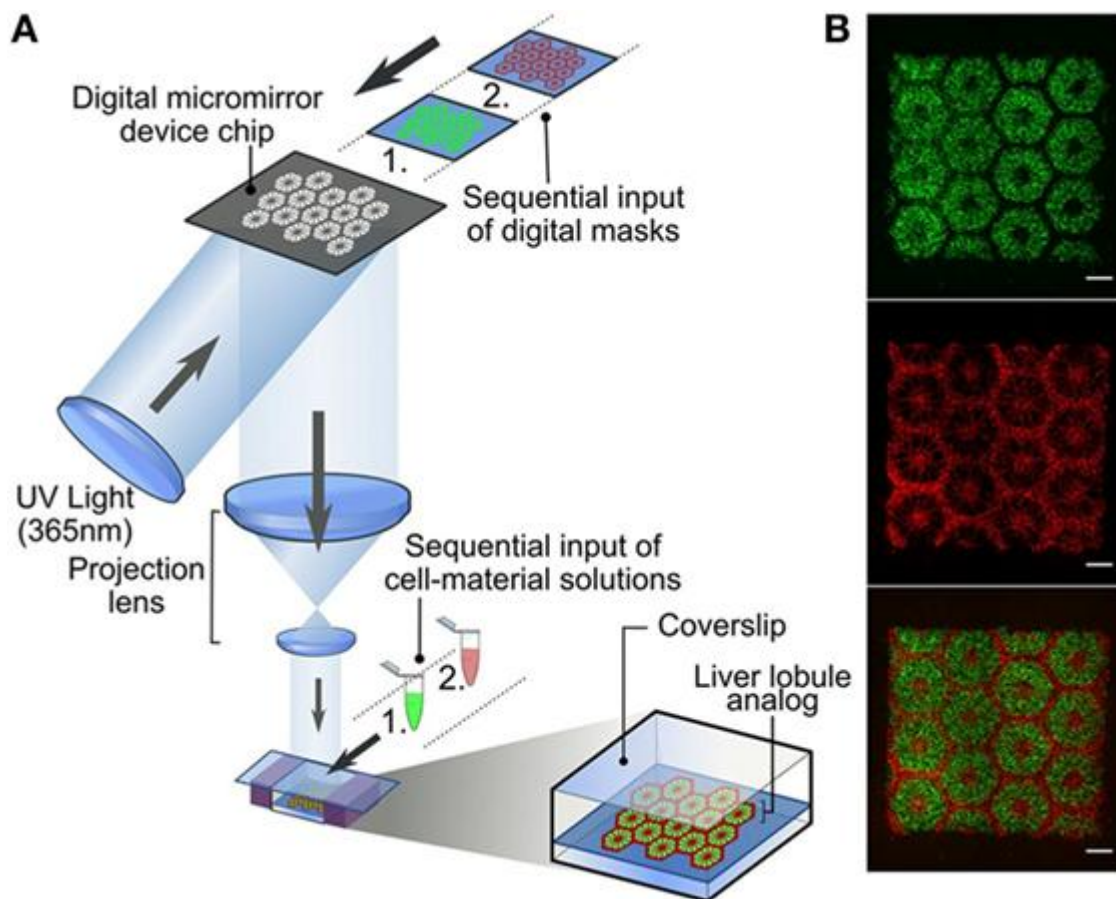 A
B
Digital micromirror
device chip
2.
1.
Sequential input
of digital masks
UV Light
(365nm)
Projection
lens
Sequential input of
cell-material solutions
2.
1.
Coverslip
Liver lobule
analog